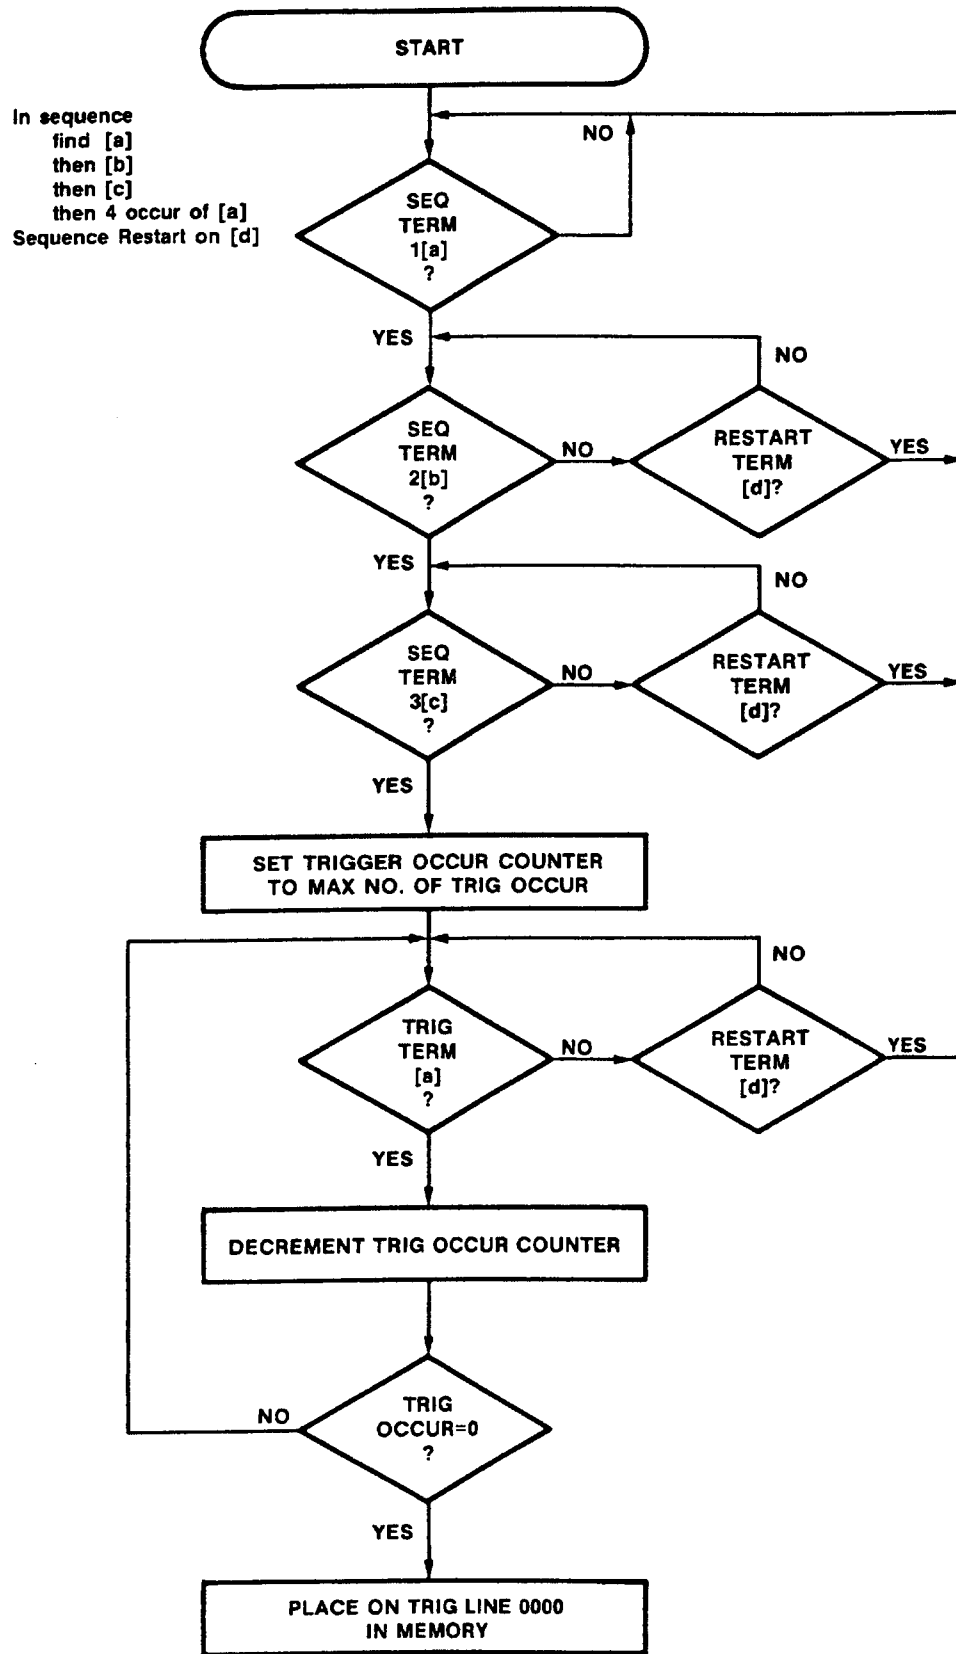 START
In sequence
find [a]
then [b]
then [c]
then 4 occur of [a]
Sequence Restart on [d]
NO
SEQ
TERM
1[a]
?
YES
NO
SEQ
TERM
2[b]
?
NO
RESTART
TERM
[d]?
YES
YES
NO
SEQ
TERM
3[c]
?
NO
RESTART
TERM
[d]?
YES
YES
SET TRIGGER OCCUR COUNTER
TO MAX NO. OF TRIG OCCUR
NO
TRIG
TERM
[a]
?
NO
RESTART
TERM
[d]?
YES
YES
DECREMENT TRIG OCCUR COUNTER
TRIG
OCCUR=0
?
NO
YES
PLACE ON TRIG LINE 0000
IN MEMORY